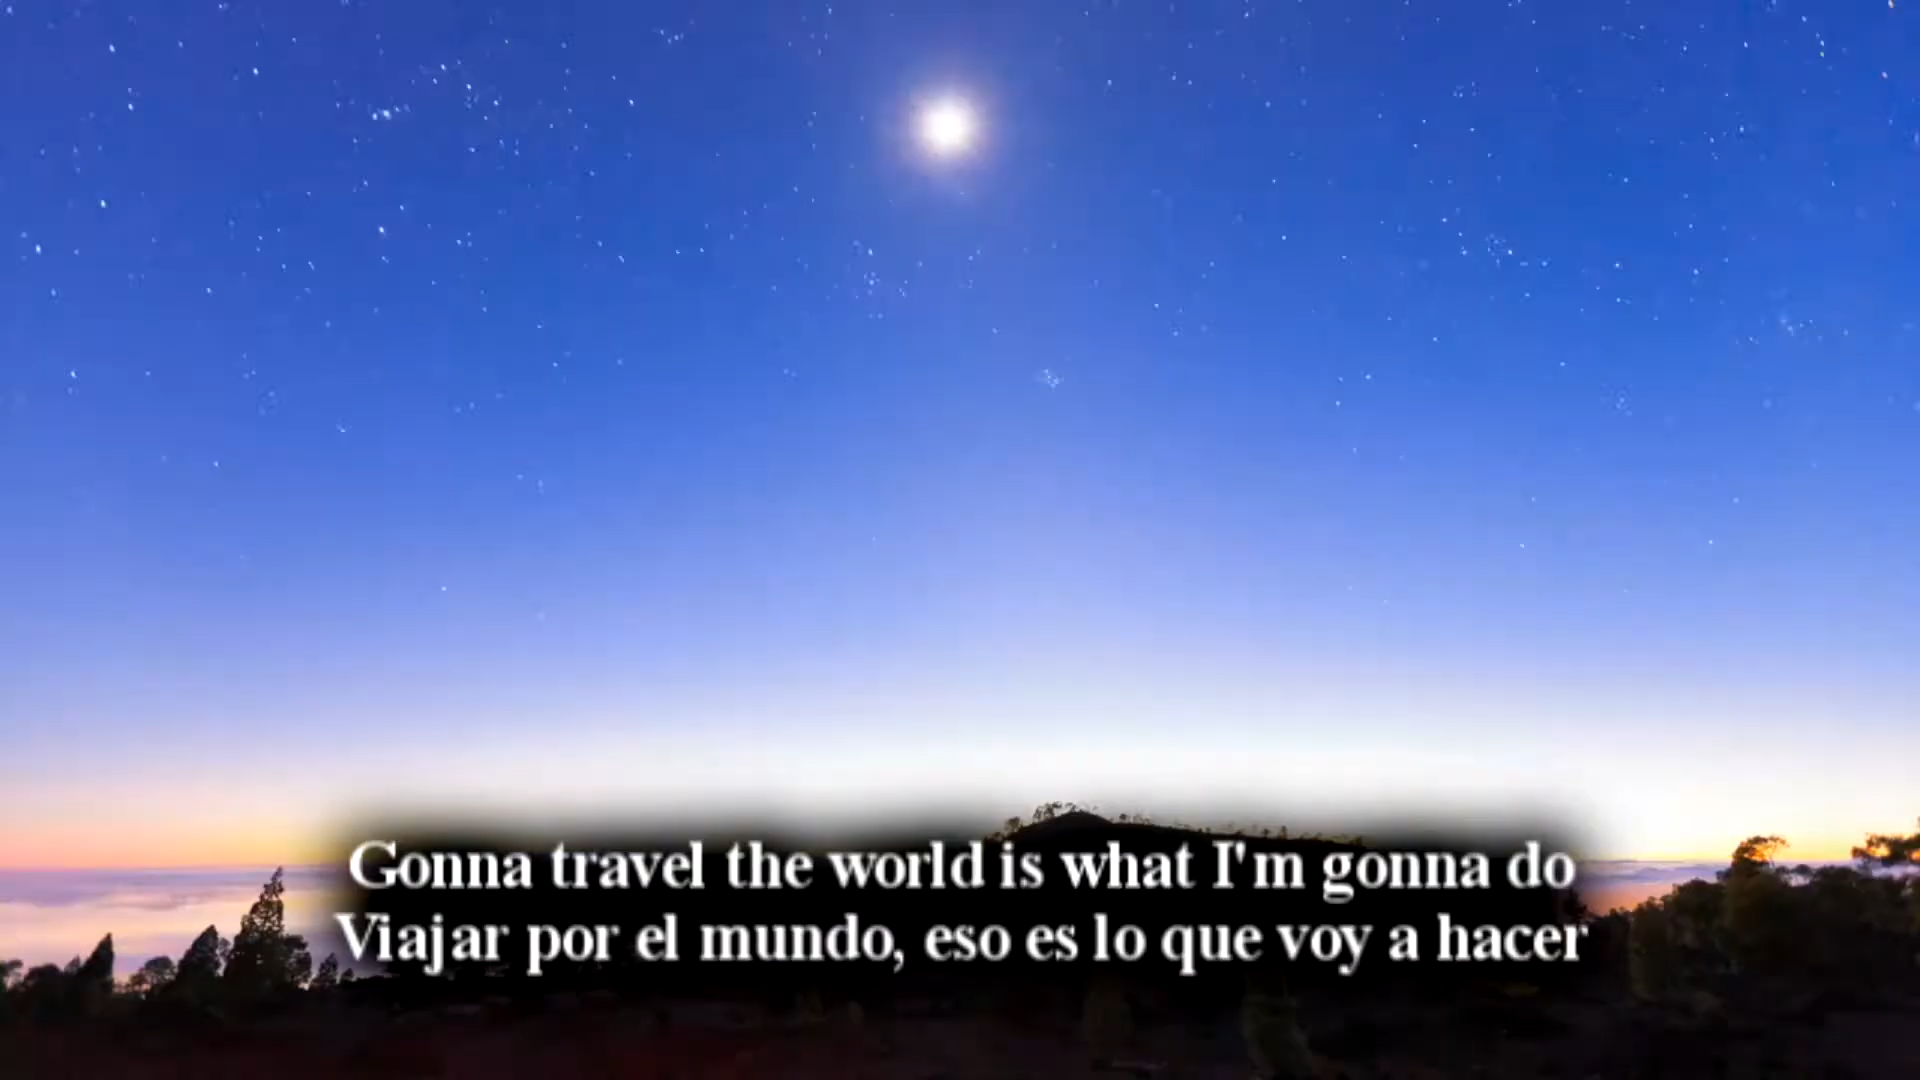 Gonna travel the world is what I'm gonna do
Viajar por el mundo, eso es lo que voy a hacer